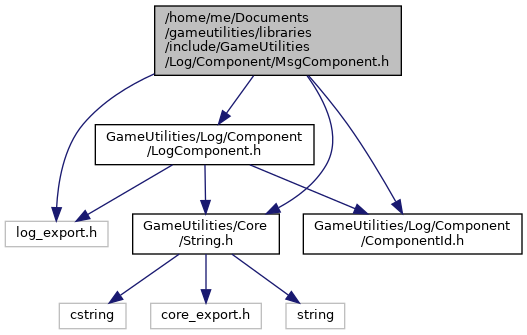 /home/me/Documents
/gameutilities/libraries
/include/GameUtilities
/Log/Component/MsgComponent.h
GameUtilities/Log/Component
/LogComponent.h
log_export.h
GameUtilities/Core
/String.h
GameUtilities/Log/Component
/ComponentId.h
cstring
core_export.h
string